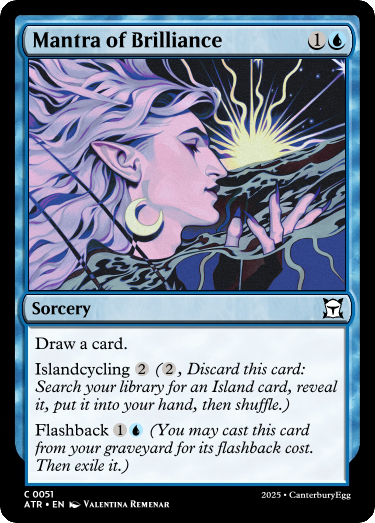 Mantra of Brilliance 1
Sorcery
Draw a card.
Islandcycling 2 (2, Discard this card:
Search your library for an Island card, reveal
it, put it into your hand, then shuffle.)
Flashback 1 (You may cast this card
from your graveyard for its flashback cost.
Then exile it.)
C 0051
ATR • EN Valentina Remenar
2025 • CanterburyEgg